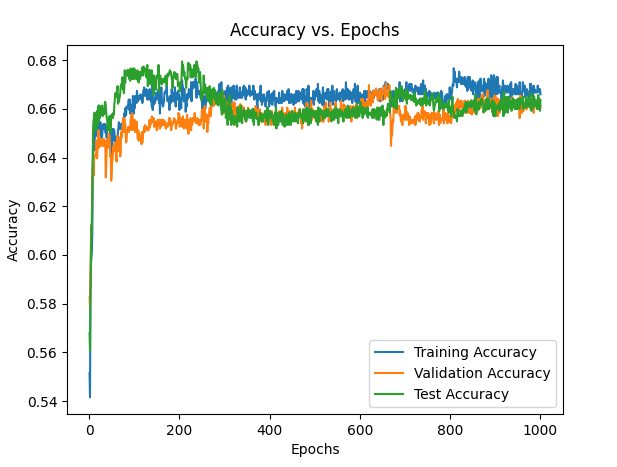 Accuracy vs. Epochs
Accuracy
0.68
0.66
0.64
0.62
0.60
0.58
0.56
0.54
0
200
400
600
800
1000
Epochs
Training Accuracy
Validation Accuracy
Test Accuracy